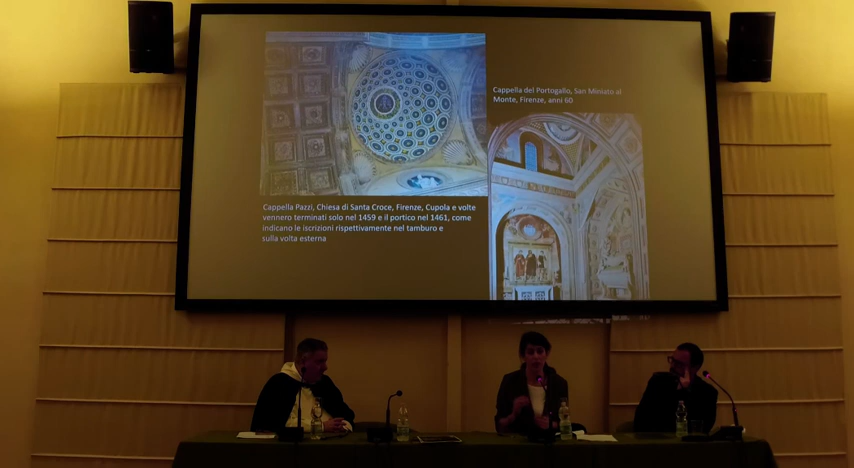 Cappella del Portogallo, San Miniato al
Monte, Firenze, anni 60
Cappella Pazzi, Chiesa di Santa Croce, Firenze, Cupola e volte
vennero terminati solo nel 1459 e il portico nel 1461, come
indicano le iscrizioni rispettivamente nel tamburo e
sulla volta esterna